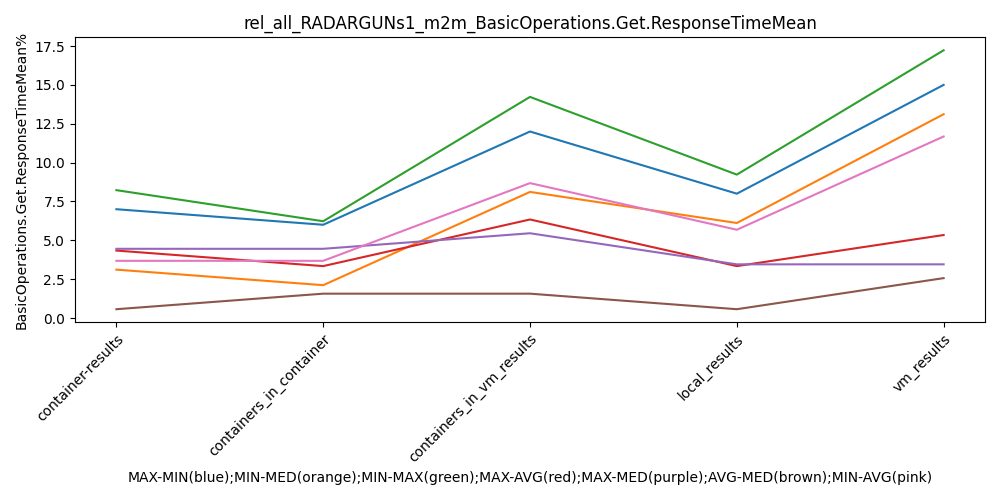 rel_all_RADARGUNs1_m2m_BasicOperations.Get.ResponseTimeMean
BasicOperations.Get.ResponseTimeMean%
17.5
15.0
12.5
10.0
7.5
5.0
2.5
0.0
container-results
containers_in_container
containers_in_vm_results
local_results
vm_results
MAX-MIN(blue);MIN-MED(orange);MIN-MAX(green);MAX-AVG(red);MAX-MED(purple);AVG-MED(brown);MIN-AVG(pink)